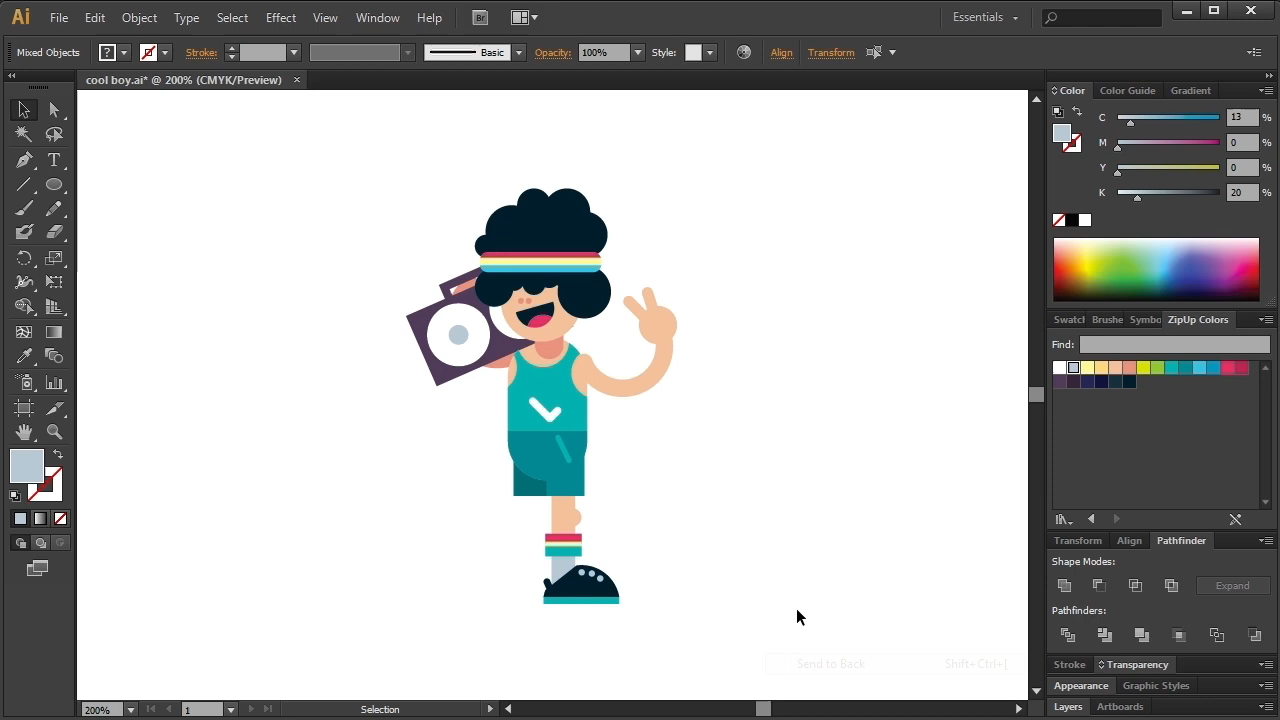 Ai File Edit Object Type Select Effect View Window Help Br Essentials
Mixed Objects ? Stroke: Basic Opacity: 100% Style: Align Transform
cool boy.ai* @ 200% (CMYK/Preview) ×
Color Color Guide Gradient
C 13 %
M 0 %
Y 0 %
K 20 %
Swatcl Brushe Symbo ZipUp Colors
Find:
Transform Align Pathfinder
Shape Modes:
Expand
Pathfinders:
Send to Back Shift+Ctrl+[
Stroke Transparency
Appearance Graphic Styles
Layers Artboards
200% 1 Selection